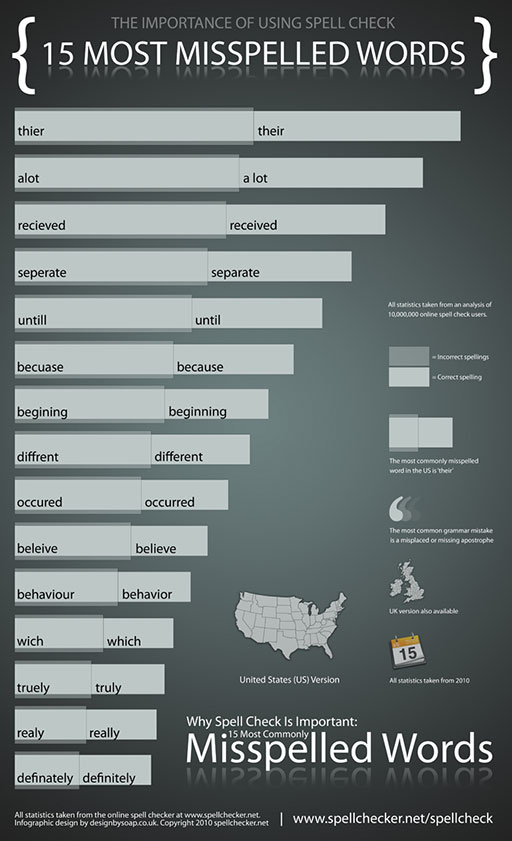 THE IMPORTANCE OF USING SPELL CHECK
{ 15 MOST MISSPELLED WORDS }
thier their
alot a lot
recieved received
seperate separate
untill until
becuase because
begining beginning
diffrent different
occured occurred
beleive believe
behaviour behavior
wich which
truely truly
realy really
definately definitely
All statistics taken from an analysis of
10,000,000 online spell check users.
= Incorrect spellings
= Correct spelling
The most commonly misspelled
word in the US is 'their'
The most common grammar mistake
is a misplaced or missing apostrophe
UK version also available
15
All statistics taken from 2010
United States (US) Version
Why Spell Check Is Important:
15 Most Commonly
Misspelled Words
All statistics taken from the online spell checker at www.spellchecker.net.
Infographic design by designbysoap.co.uk. Copyright 2010 spellchecker.net
| www.spellchecker.net/spellcheck